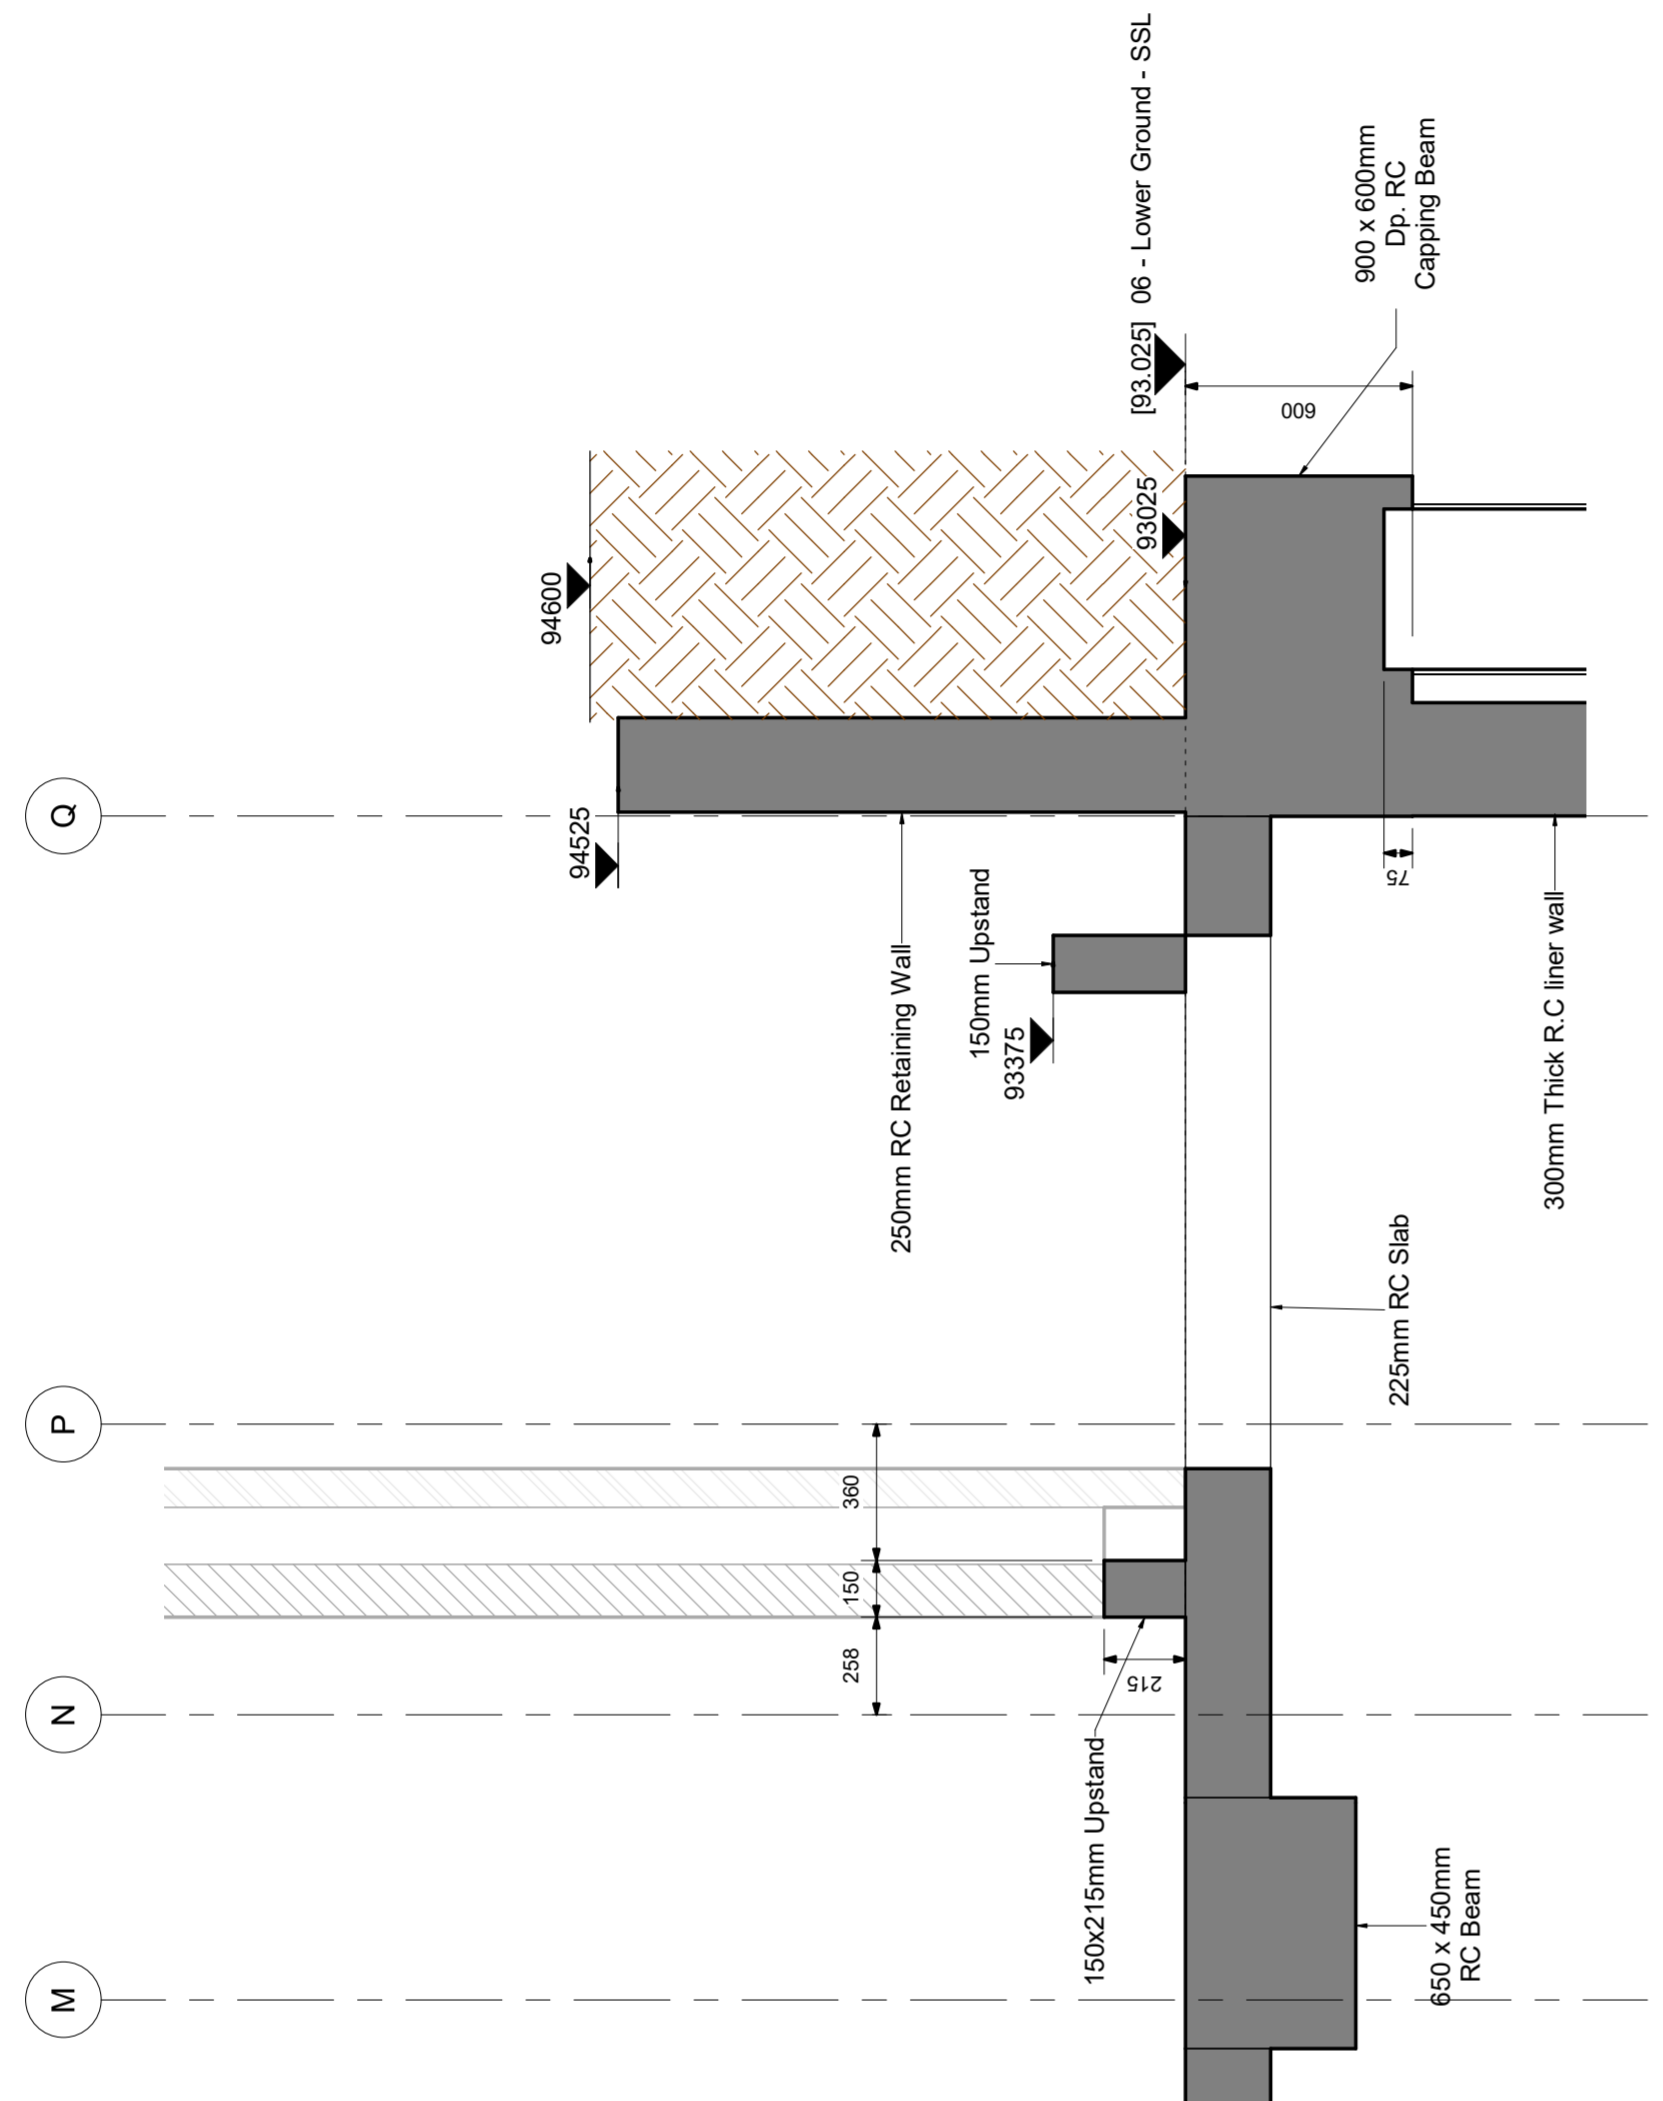 M
N
P
Q
94600
94525
[93.025] 06 - Lower Ground - SSL
93025
250mm RC Retaining Wall
150mm Upstand
93375
258
150
360
215
150x215mm Upstand
600
900 x 600mm
Dp. RC
Capping Beam
75
225mm RC Slab
300mm Thick R.C liner wall
650 x 450mm
RC Beam